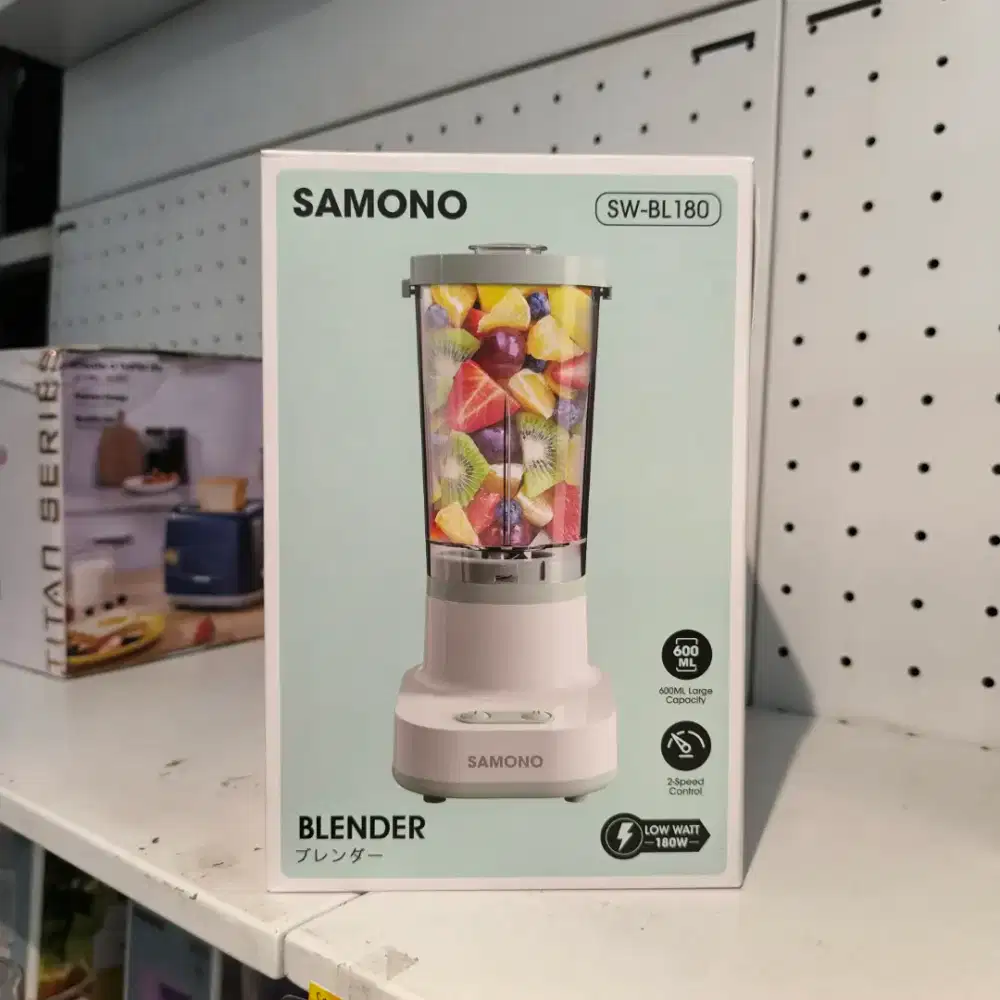 SAMONO
SW-BL180
600
ML
600ML Large
Capacity
2-Speed
Control
SAMONO
BLENDER
ブレンダー
LOW WATT
180W
TITAN SERIES